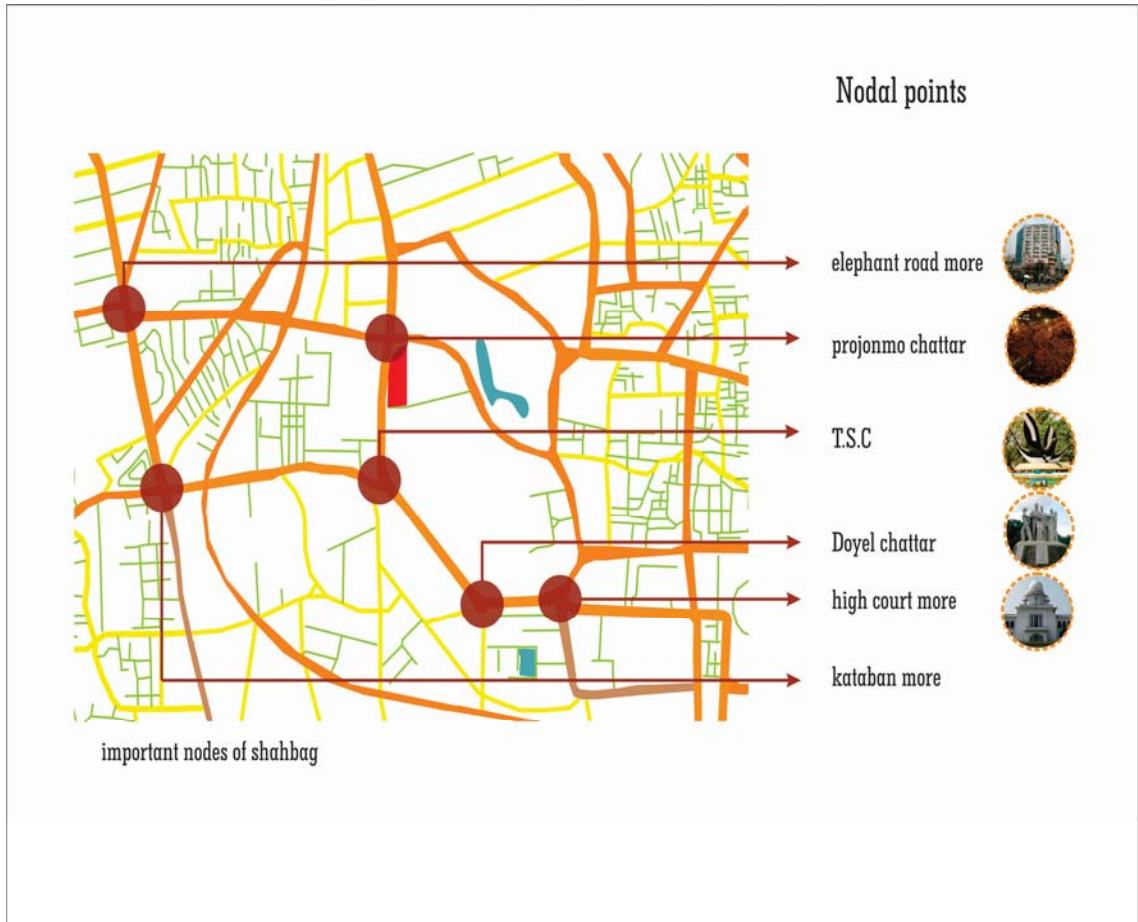 Nodal points
elephant road more
projonmo chattar
T.S.C
Doyel chattar
high court more
kataban more
important nodes of shahbag